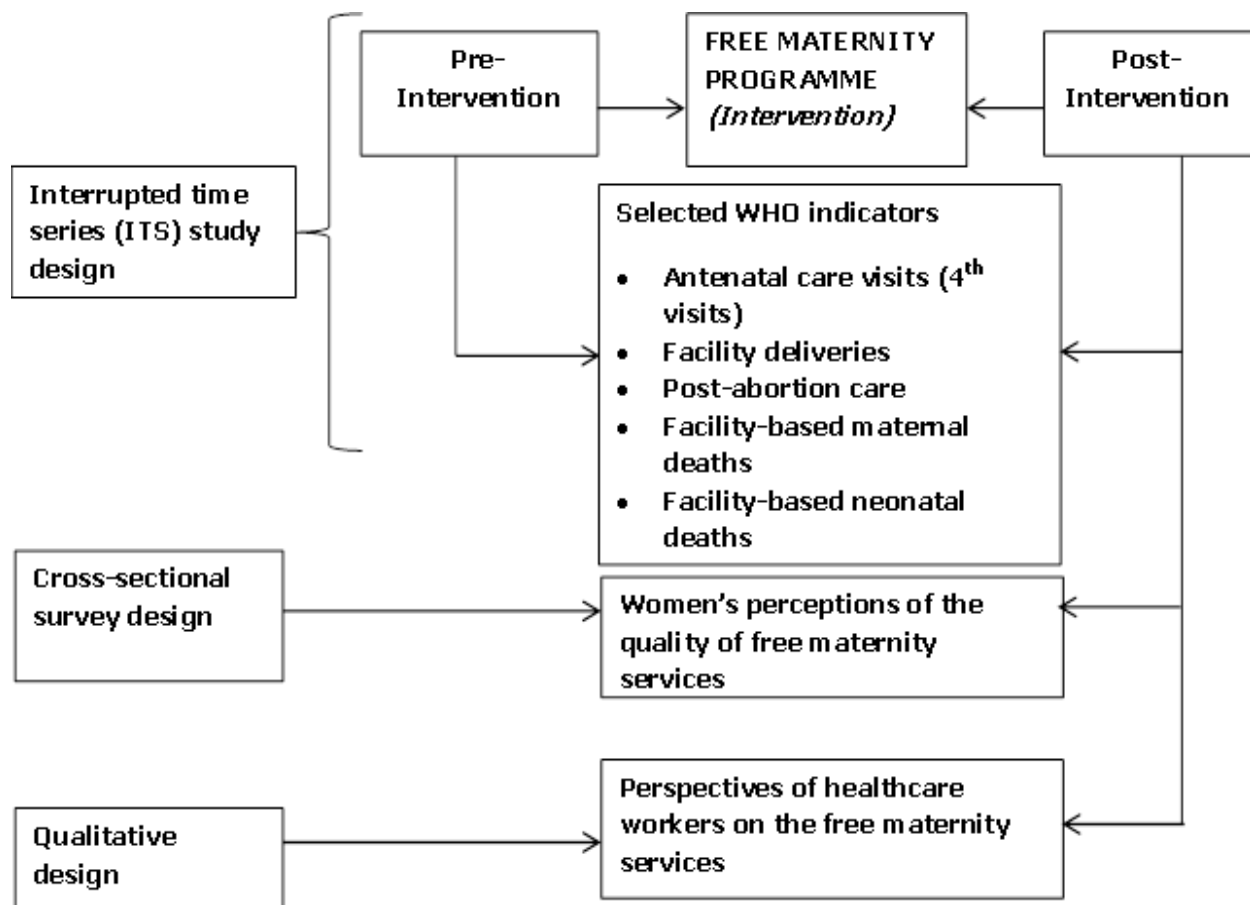 Pre-
Intervention
FREE MATERNITY
PROGRAMME
(Intervention)
Post-
Intervention
Interrupted time
series (ITS) study
design
Selected WHO indicators
• Antenatal care visits (4th
visits)
• Facility deliveries
• Post-abortion care
• Facility-based maternal
deaths
• Facility-based neonatal
deaths
Cross-sectional
survey design
Women’s perceptions of the
quality of free maternity
services
Qualitative
design
Perspectives of healthcare
workers on the free maternity
services